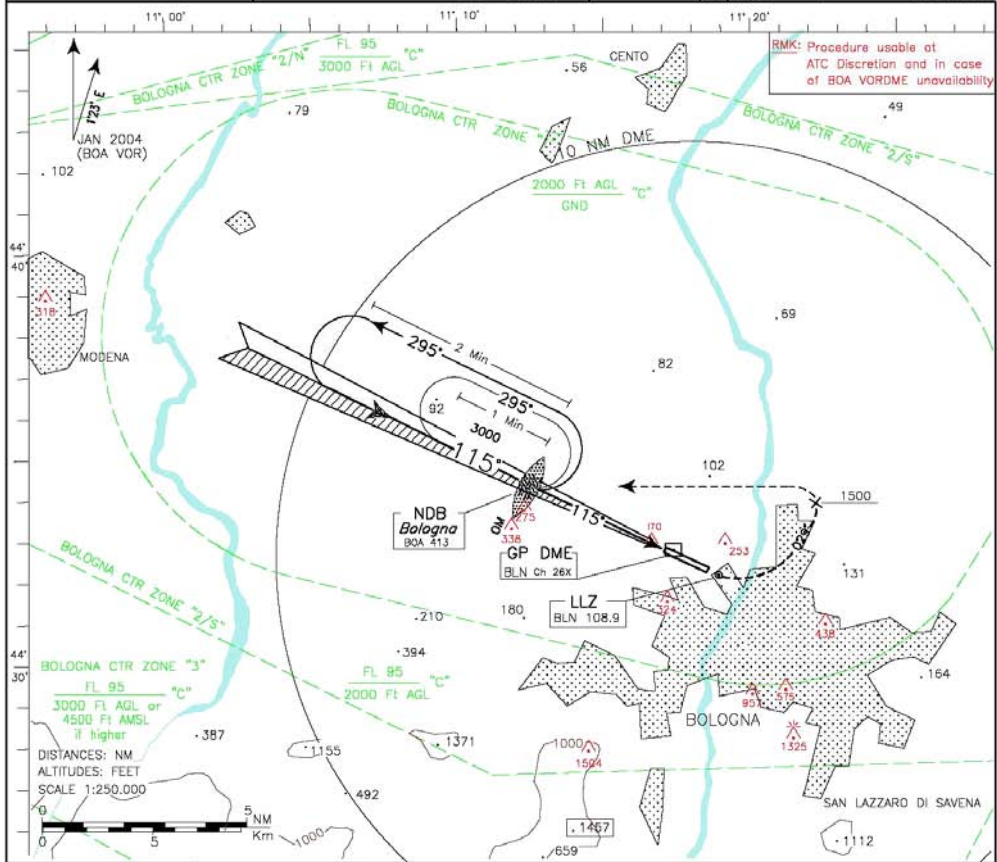 11° 00'
11° 10'
11° 20'
BOLOGNA CTR ZONE "2/N"
FL 95
3000 Ft AGL
"C"
CENTO
56
RMK: Procedure usable at
ATC Discretion and in case
of BOA VORDME unavailability
1°23' E
JAN 2004
(BOA VOR)
79
49
BOLOGNA CTR ZONE "
BOLOGNA CTR ZONE "2/S"
10 NM DME
102
2000 Ft AGL
GND
"C"
44°
40'
318
MODENA
69
82
295°
2 Min
295°
1 Min
3000
92
115°
102
1500
NDB
Bologna
BOA 413
OM
275
338
115°
170
253
029°
GP DME
BLN Ch 26X
131
LLZ
BLN 108.9
324
438
BOLOGNA CTR ZONE "2/S"
210
180
394
44°
30'
164
BOLOGNA CTR ZONE "3"
FL 95
3000 Ft AGL or
4500 Ft AMSL
if higher
"C"
FL 95
2000 Ft AGL
"C"
957
575
BOLOGNA
1325
387
1155
1371
1000
1504
DISTANCES: NM
ALTITUDES: FEET
SCALE 1:250.000
492
0
5
NM
5
Km
1000
1457
659
SAN LAZZARO DI SAVENA
1112